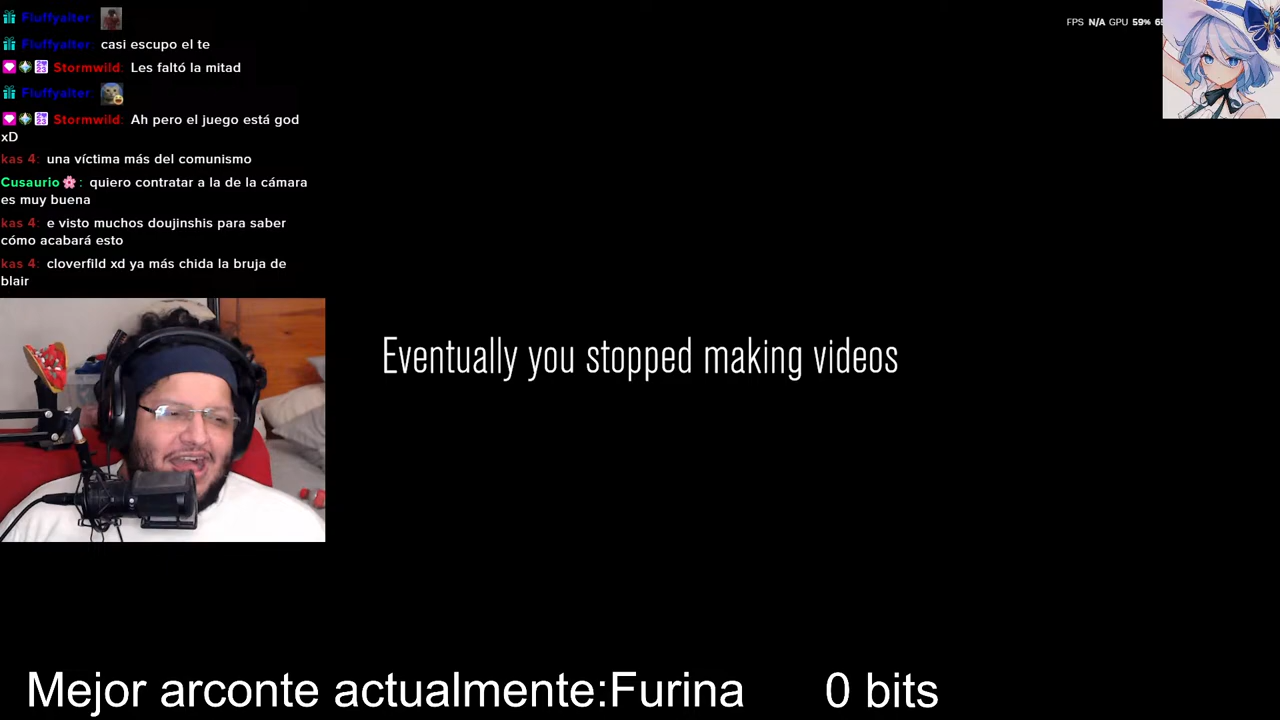 Fluffyalter:
Fluffyalter: casi escupo el te
Stormwild: Les faltó la mitad
Fluffyalter:
Stormwild: Ah pero el juego está god
xD
kas 4: una víctima más del comunismo
Cusaurio: quiero contratar a la de la cámara
es muy buena
kas 4: e visto muchos doujinshis para saber
cómo acabará esto
kas 4: cloverfild xd ya más chida la bruja de
blair
FPS N/A GPU 59%
Eventually you stopped making videos
Mejor arconte actualmente:Furina 0 bits